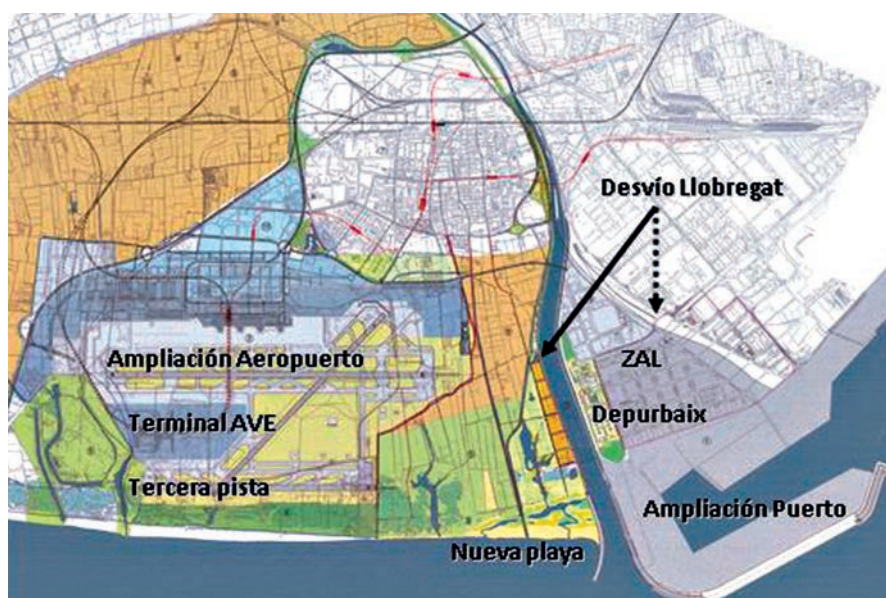 Desvío Llobregat
Ampliación Aeropuerto
ZAL
Terminal AVE
Depurbaix
Tercera pista
Ampliación Puerto
Nueva playa